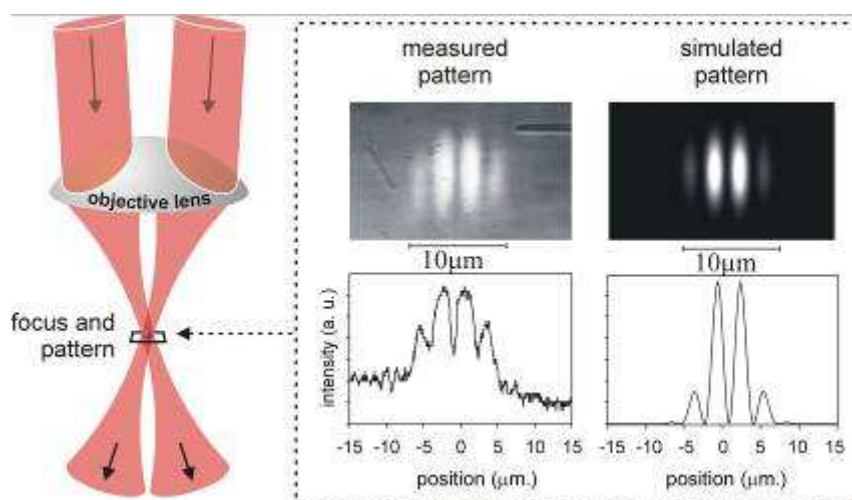 measured
pattern
simulated
pattern
objective lens
10μm
10μm
focus and
pattern
intensity (a. u.)
-15 -10 -5 0 5 10 15
-15 -10 -5 0 5 10 15
position (μm.)
position (μm.)